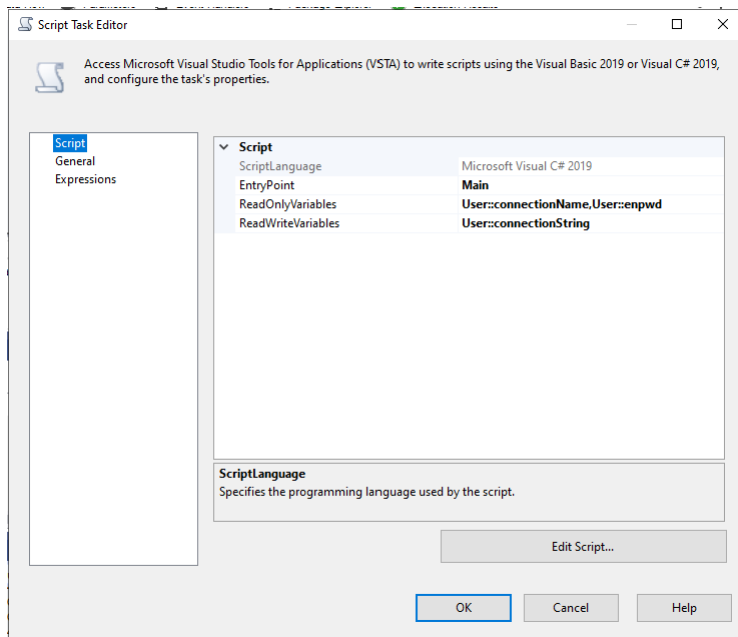 Script Task Editor
Access Microsoft Visual Studio Tools for Applications (VSTA) to write scripts using the Visual Basic 2019 or Visual C# 2019,
and configure the task's properties.
Script
General
Expressions
Script
ScriptLanguage Microsoft Visual C# 2019
EntryPoint Main
ReadOnlyVariables User::connectionName,User::enpwd
ReadWriteVariables User::connectionString
ScriptLanguage
Specifies the programming language used by the script.
Edit Script...
OK Cancel Help